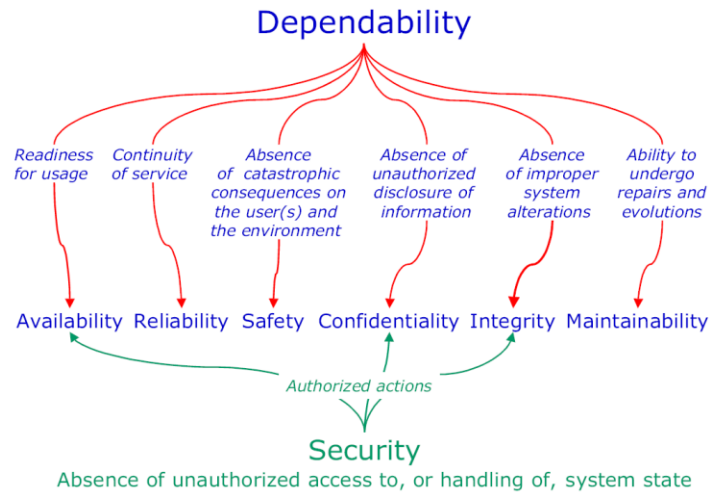 Dependability
Readiness
for usage
Continuity
of service
Absence
of catastrophic
consequences on
the user(s) and
the environment
Absence of
unauthorized
disclosure of
information
Absence
of improper
system
alterations
Ability to
undergo
repairs and
evolutions
Availability Reliability Safety Confidentiality Integrity Maintainability
Authorized actions
Security
Absence of unauthorized access to, or handling of, system state